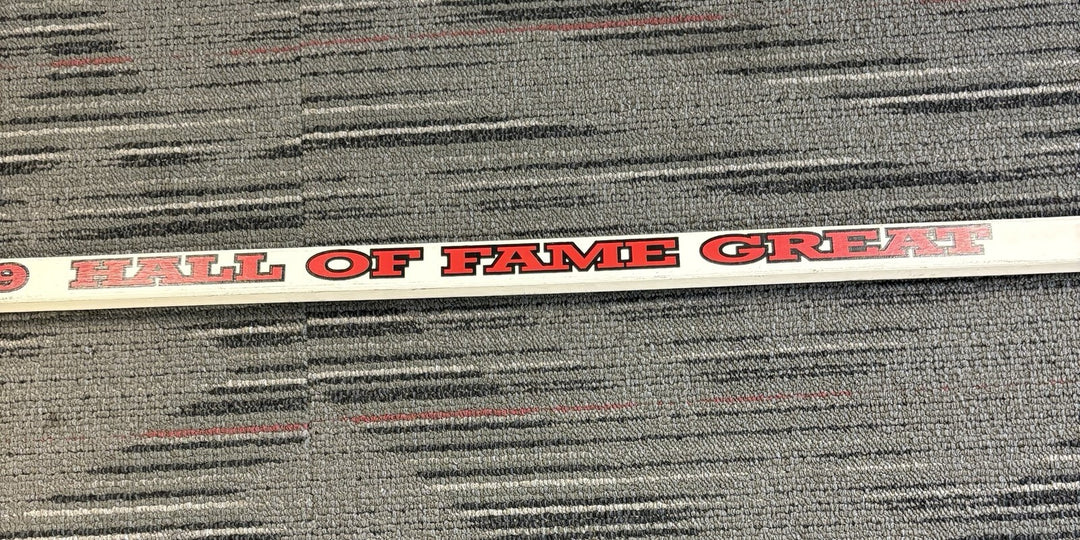 9 HALL OF FAME GREAT